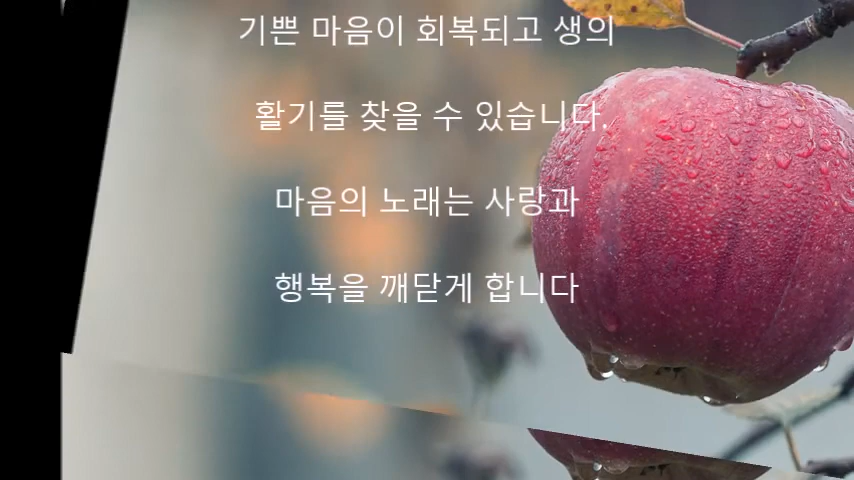 기쁜 마음이 회복되고 생의
활기를 찾을 수 있습니다.
마음의 노래는 사랑과
행복을 깨닫게 합니다